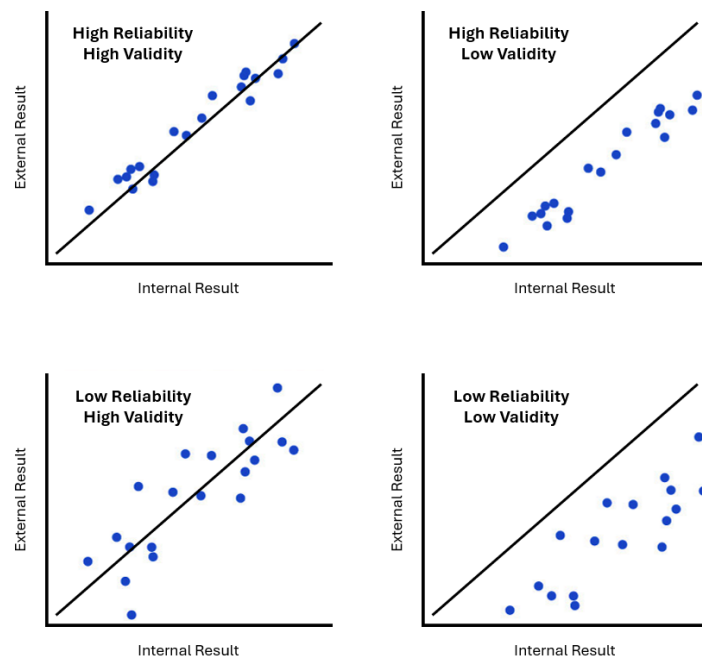 High Reliability
High Validity
External Result
Internal Result
High Reliability
Low Validity
External Result
Internal Result
Low Reliability
High Validity
External Result
Internal Result
Low Reliability
Low Validity
External Result
Internal Result